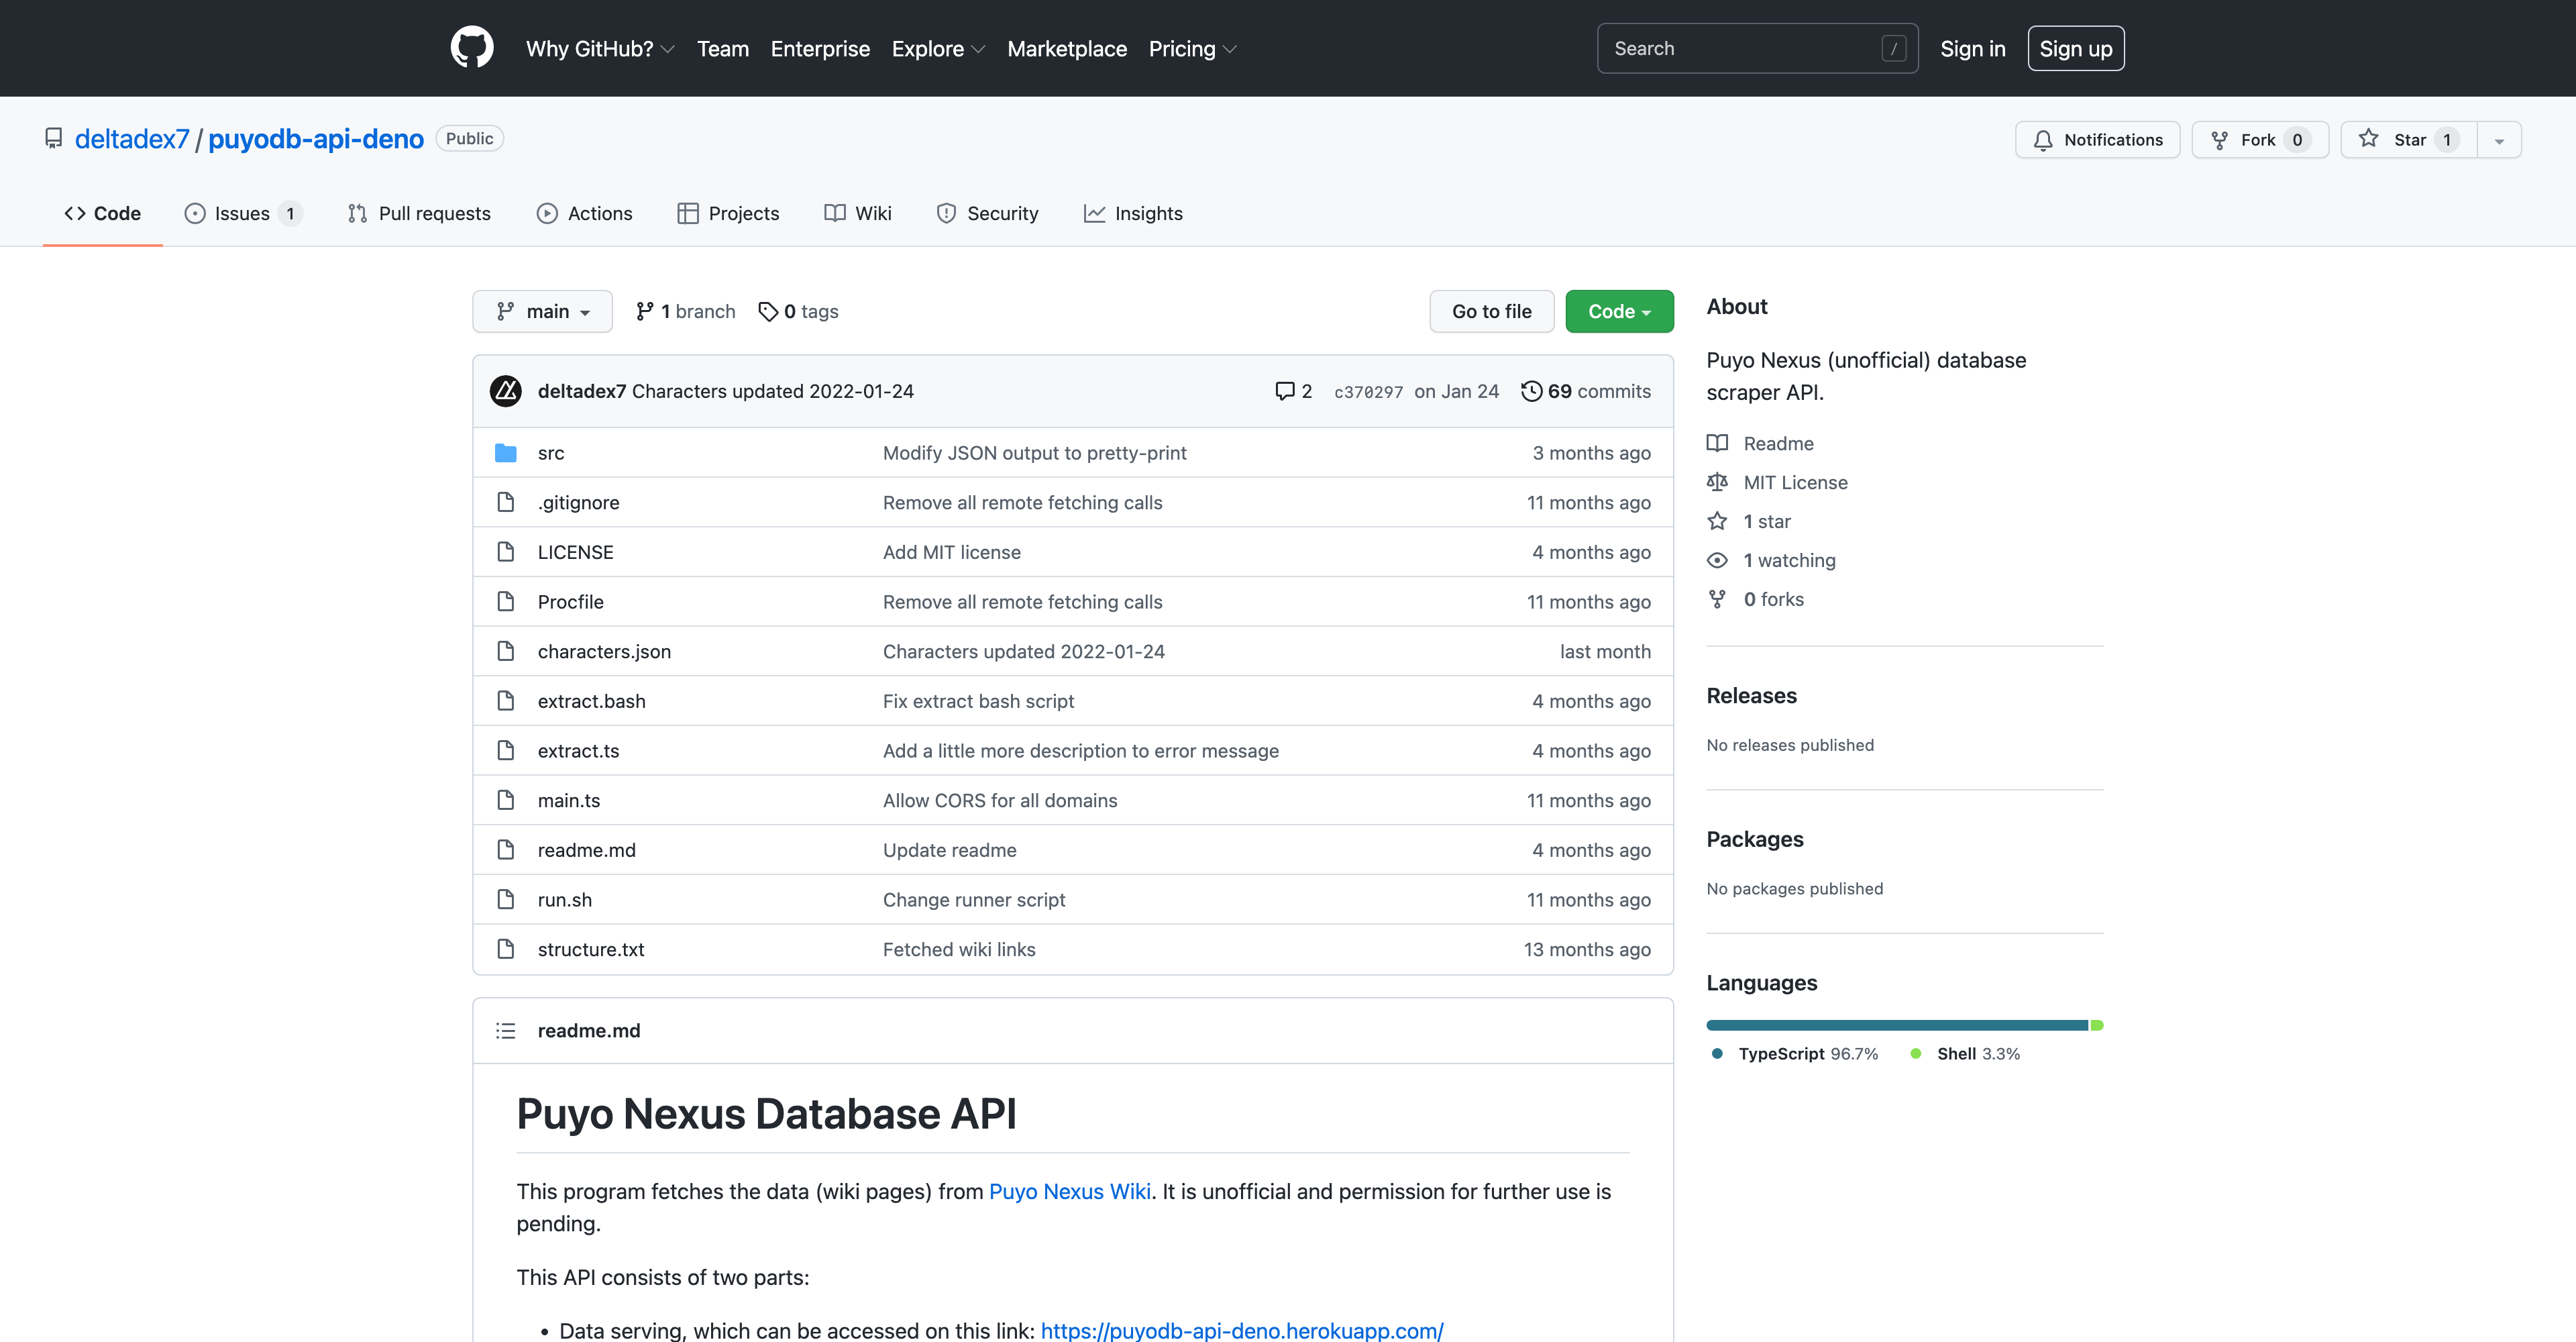 Why GitHub? Team Enterprise Explore Marketplace Pricing Search / Sign in Sign up
deltadex7 / puyodb-api-deno Public Notifications Fork 0 Star 1
Code Issues 1 Pull requests Actions Projects Wiki Security Insights
main 1 branch 0 tags Go to file Code
deltadex7 Characters updated 2022-01-24 2 c370297 on Jan 24 69 commits
src Modify JSON output to pretty-print 3 months ago
.gitignore Remove all remote fetching calls 11 months ago
LICENSE Add MIT license 4 months ago
Procfile Remove all remote fetching calls 11 months ago
characters.json Characters updated 2022-01-24 last month
extract.bash Fix extract bash script 4 months ago
extract.ts Add a little more description to error message 4 months ago
main.ts Allow CORS for all domains 11 months ago
readme.md Update readme 4 months ago
run.sh Change runner script 11 months ago
structure.txt Fetched wiki links 13 months ago
readme.md
Puyo Nexus Database API
This program fetches the data (wiki pages) from Puyo Nexus Wiki. It is unofficial and permission for further use is
pending.
This API consists of two parts:
• Data serving, which can be accessed on this link: https://puyodb-api-deno.herokuapp.com/
About
Puyo Nexus (unofficial) database
scraper API.
Readme
MIT License
1 star
1 watching
0 forks
Releases
No releases published
Packages
No packages published
Languages
TypeScript 96.7% Shell 3.3%